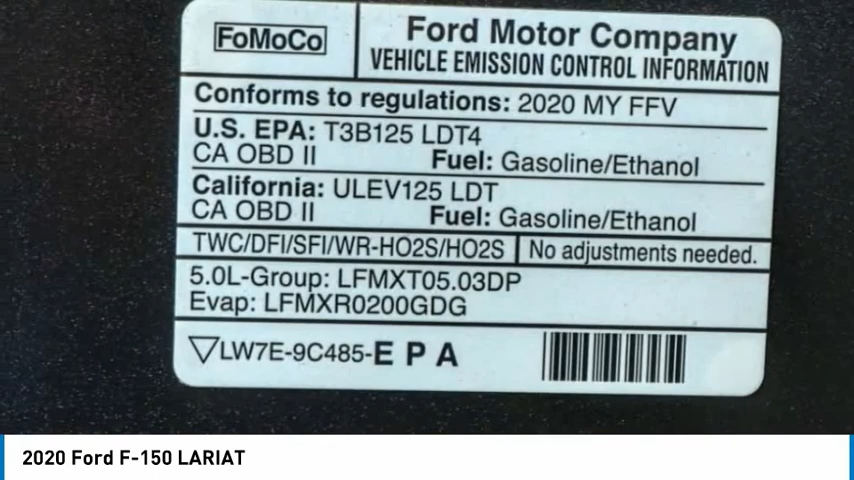 FoMoCo
Ford Motor Company
VEHICLE EMISSION CONTROL INFORMATION
Conforms to regulations: 2020 MY FFV
U.S. EPA: T3B125 LDT4
CA OBD II Fuel: Gasoline/Ethanol
California: ULEV125 LDT
CA OBD II Fuel: Gasoline/Ethanol
TWC/DFI/SFI/WR-HO2S/HO2S No adjustments needed.
5.0L-Group: LFMXT05.03DP
Evap: LFMXR0200GDG
▽LW7E-9C485-E P A
2020 Ford F-150 LARIAT